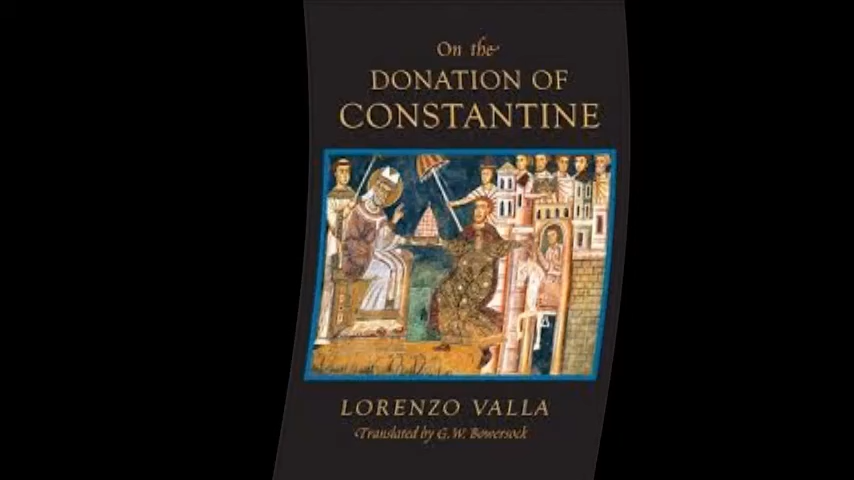 On the
DONATION OF
CONSTANTINE
LORENZO VALLA
Translated by G. W. Bowersock